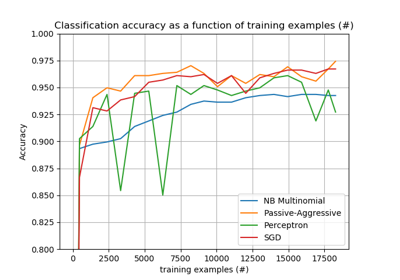 Classification accuracy as a function of training examples (#)
1.000
0.975
0.950
0.925
0.900
0.875
0.850
0.825
0.800
Accuracy
NB Multinomial
Passive-Aggressive
Perceptron
SGD
0 2500 5000 7500 10000 12500 15000 17500
training examples (#)